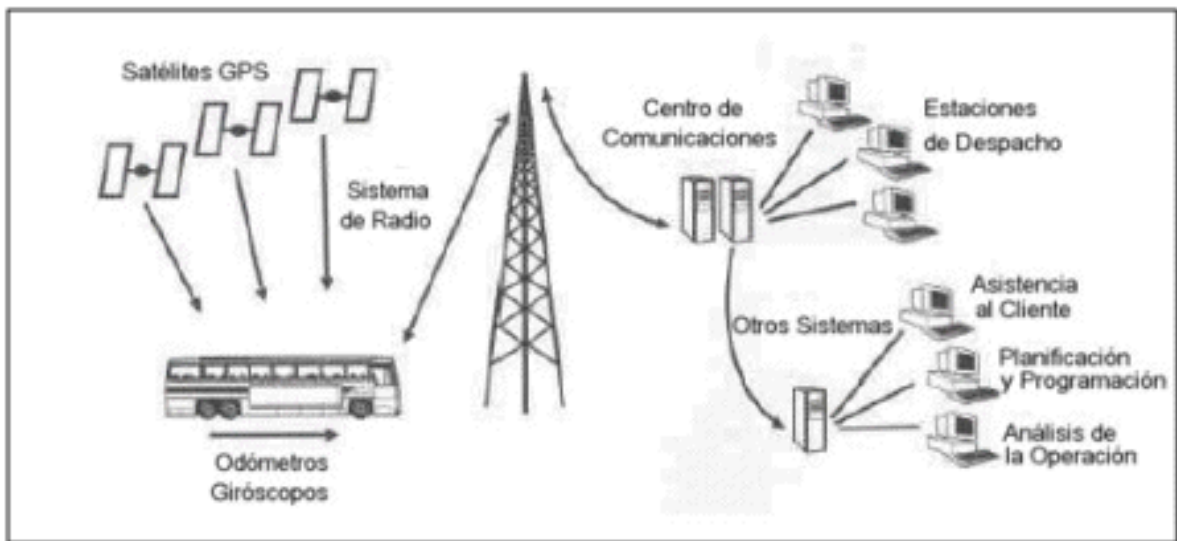 Satélites GPS
Sistema
de Radio
Odómetros
Giróscopos
Centro de
Comunicaciones
Estaciones
de Despacho
Otros Sistemas
Asistencia
al Cliente
Planificación
y Programación
Análisis de
la Operación